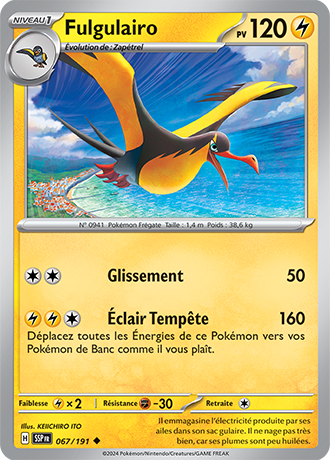 NIVEAU 1
Fulgulairo
PV 120
Évolution de : Zapétrel
N° 0941 Pokémon Frégate Taille : 1,4 m Poids : 38,6 kg
Glissement 50
Éclair Tempête 160
Déplacez toutes les Énergies de ce Pokémon vers vos
Pokémon de Banc comme il vous plaît.
Faiblesse ×2 Résistance -30 Retraite
Illus. KEIICHIRO ITO
H SSP FR 067/191
Il emmagasine l'électricité produite par ses
ailes dans son sac gulaire. Il ne nage pas très
bien, car ses plumes sont peu huilées.
©2024 Pokémon/Nintendo/Creatures/GAME FREAK